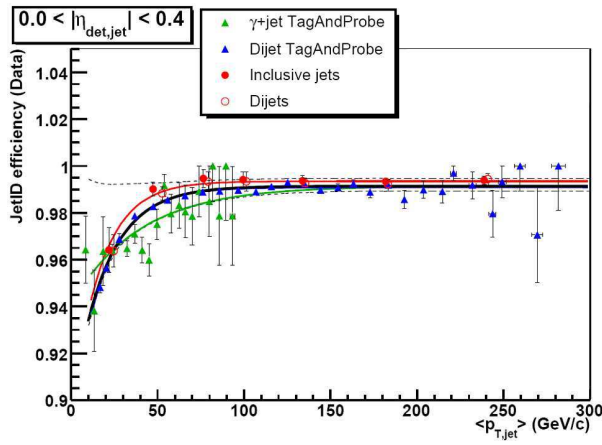 0.0 < |η_det,jet| < 0.4
γ+jet TagAndProbe
Dijet TagAndProbe
Inclusive jets
Dijets
JetID efficiency (Data)
1.04
1.02
1
0.98
0.96
0.94
0.92
0.9
0 50 100 150 200 250 300
<p_T,jet> (GeV/c)